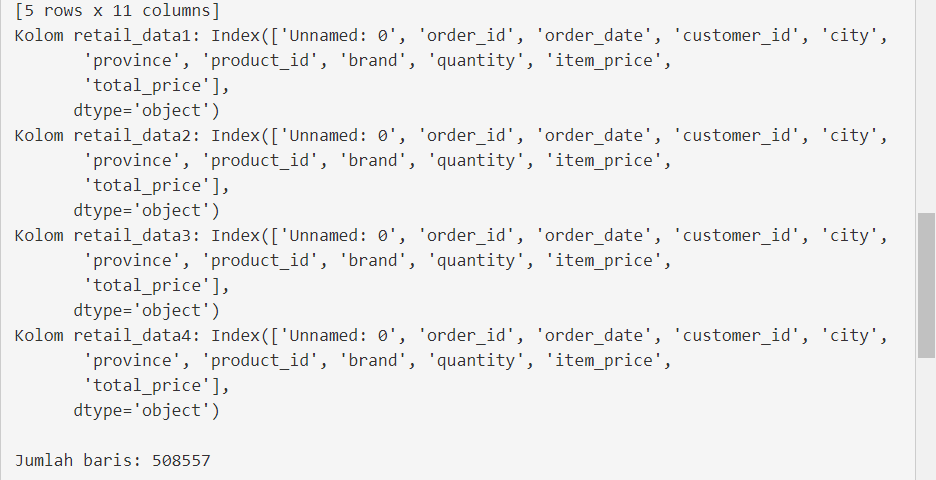 [5 rows x 11 columns]
Kolom retail_data1: Index(['Unnamed: 0', 'order_id', 'order_date', 'customer_id', 'city',
       'province', 'product_id', 'brand', 'quantity', 'item_price',
       'total_price'],
      dtype='object')
Kolom retail_data2: Index(['Unnamed: 0', 'order_id', 'order_date', 'customer_id', 'city',
       'province', 'product_id', 'brand', 'quantity', 'item_price',
       'total_price'],
      dtype='object')
Kolom retail_data3: Index(['Unnamed: 0', 'order_id', 'order_date', 'customer_id', 'city',
       'province', 'product_id', 'brand', 'quantity', 'item_price',
       'total_price'],
      dtype='object')
Kolom retail_data4: Index(['Unnamed: 0', 'order_id', 'order_date', 'customer_id', 'city',
       'province', 'product_id', 'brand', 'quantity', 'item_price',
       'total_price'],
      dtype='object')

Jumlah baris: 508557